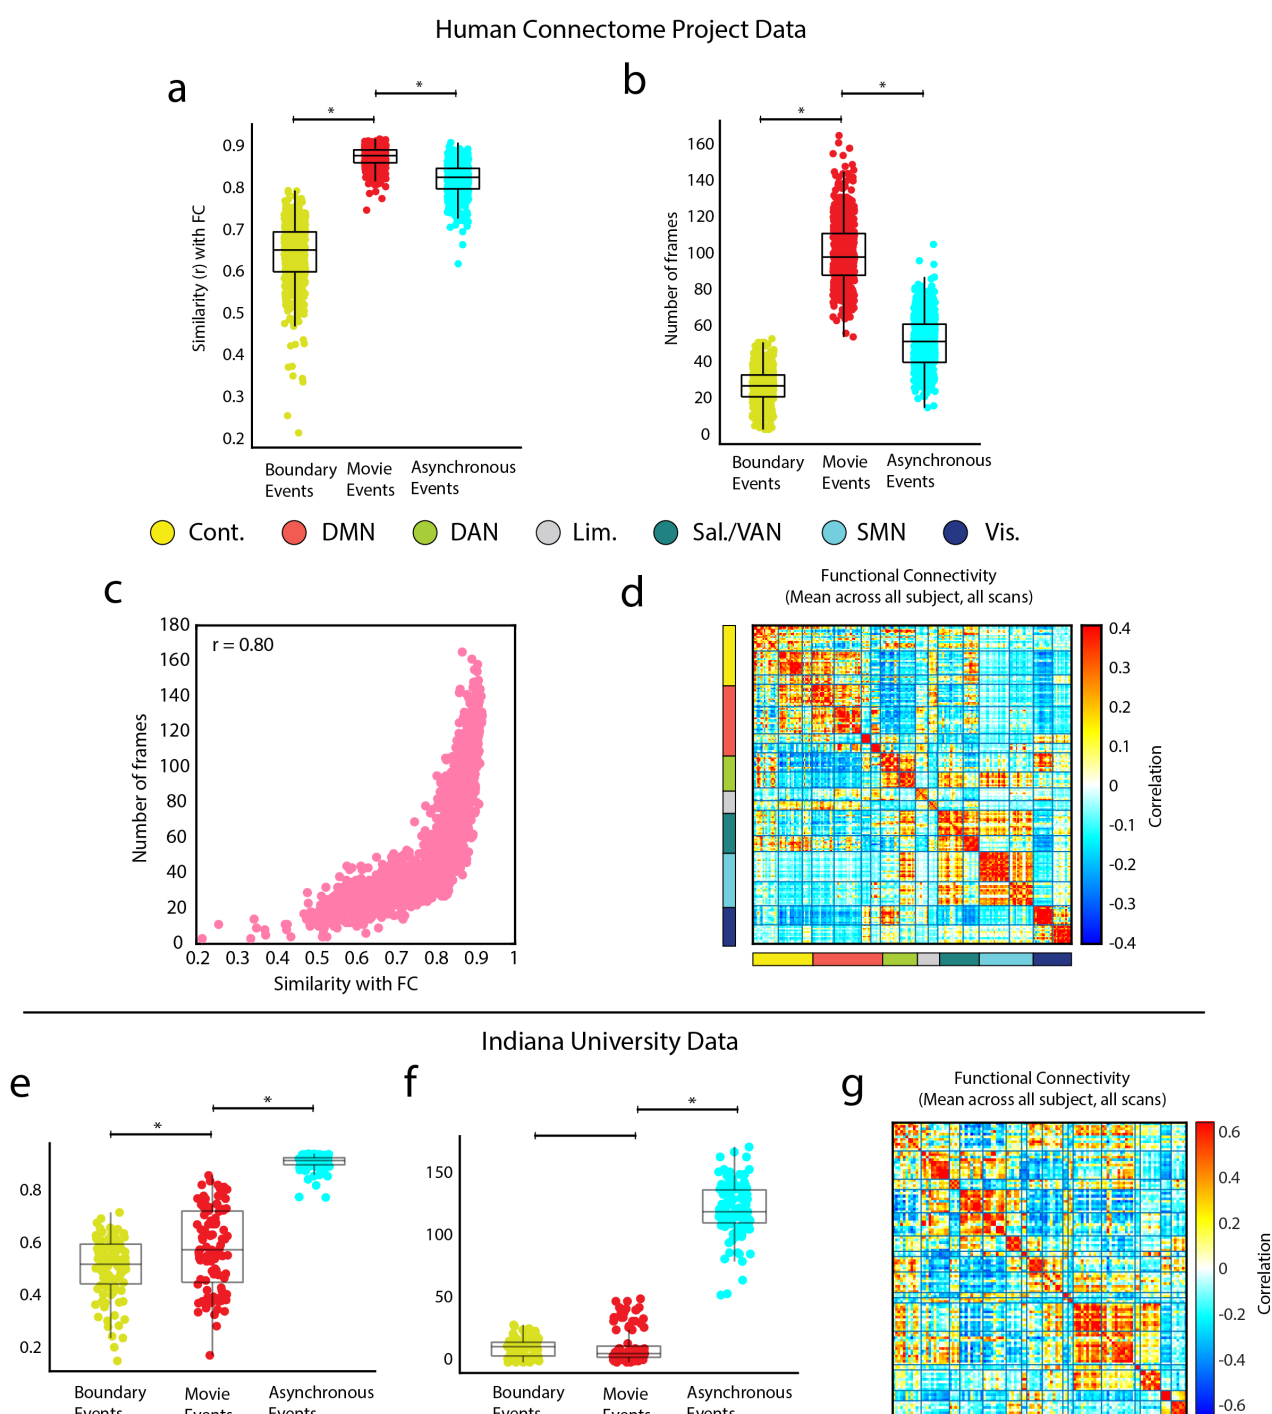 Human Connectome Project Data
a
b
*
*
*
*
Similarity (r) with FC
0.9
0.8
0.7
0.6
0.5
0.4
0.3
0.2
Boundary Events
Movie Events
Asynchronous Events
Number of frames
160
140
120
100
80
60
40
20
0
Boundary Events
Movie Events
Asynchronous Events
Cont.
DMN
DAN
Lim.
Sal./VAN
SMN
Vis.
c
r = 0.80
Number of frames
180
160
140
120
100
80
60
40
20
0
0.2 0.3 0.4 0.5 0.6 0.7 0.8 0.9 1
Similarity with FC
d
Functional Connectivity
(Mean across all subject, all scans)
0.4
0.3
0.2
0.1
0
-0.1
-0.2
-0.3
-0.4
Correlation
Indiana University Data
e
*
*
0.8
0.6
0.4
0.2
Boundary
Movie
Asynchronous
f
*
150
100
50
0
Boundary
Movie
Asynchronous
g
Functional Connectivity
(Mean across all subject, all scans)
0.6
0.4
0.2
0
-0.2
-0.4
-0.6
Correlation